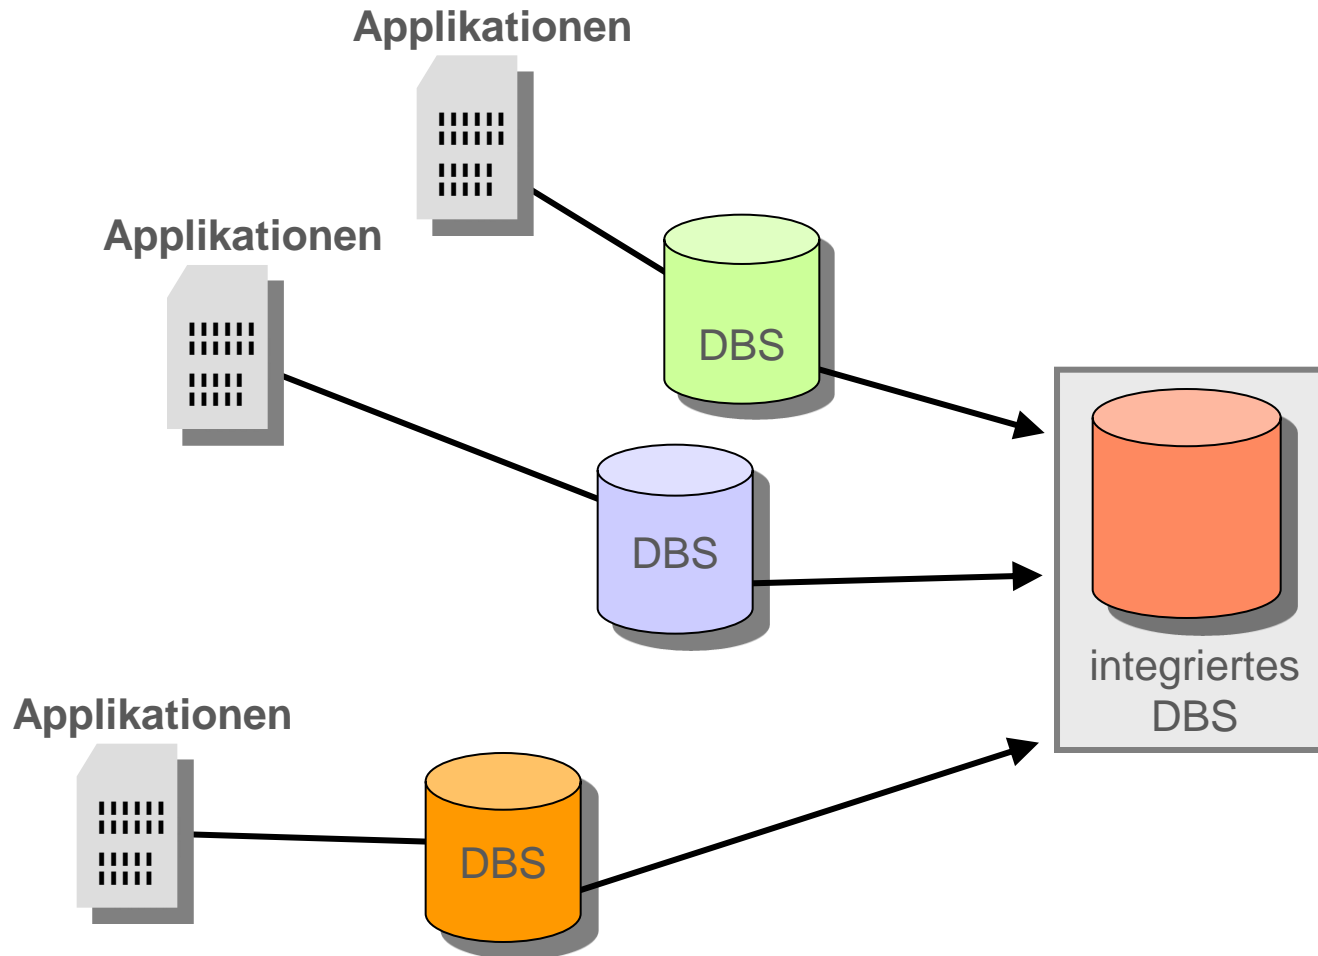 Applikationen
Applikationen
DBS
DBS
integriertes
DBS
Applikationen
DBS